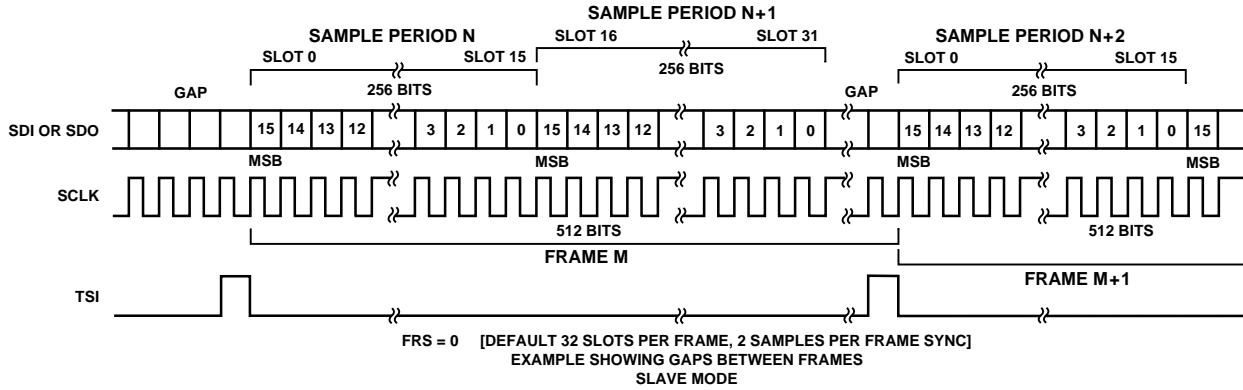 SAMPLE PERIOD N+1
SAMPLE PERIOD N
SLOT 16 SLOT 31
SAMPLE PERIOD N+2
SLOT 0 SLOT 15
SLOT 0 SLOT 15
256 BITS
GAP 256 BITS GAP 256 BITS
SDI OR SDO 15 14 13 12 3 2 1 0 15 14 13 12 3 2 1 0 15 14 13 12 3 2 1 0 15
MSB MSB MSB MSB
SCLK
512 BITS 512 BITS
FRAME M
FRAME M+1
TSI
FRS = 0 [DEFAULT 32 SLOTS PER FRAME, 2 SAMPLES PER FRAME SYNC]
EXAMPLE SHOWING GAPS BETWEEN FRAMES
SLAVE MODE